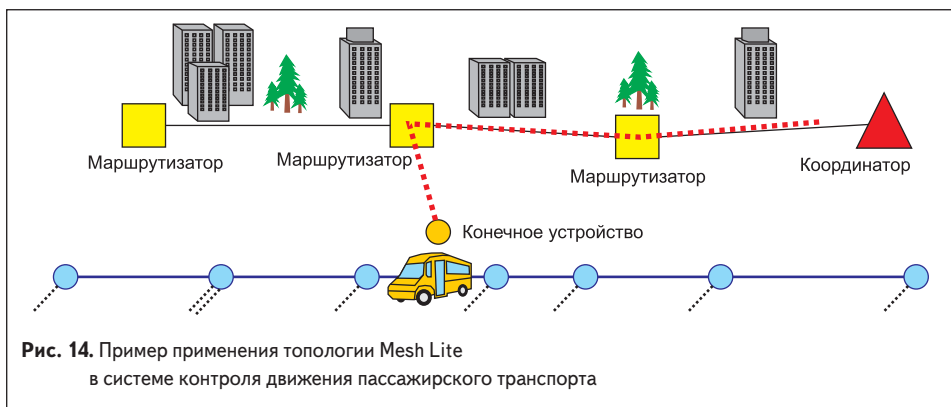 Маршрутизатор
Маршрутизатор
Маршрутизатор
Координатор
Конечное устройство
Рис. 14. Пример применения топологии Mesh Lite
в системе контроля движения пассажирского транспорта